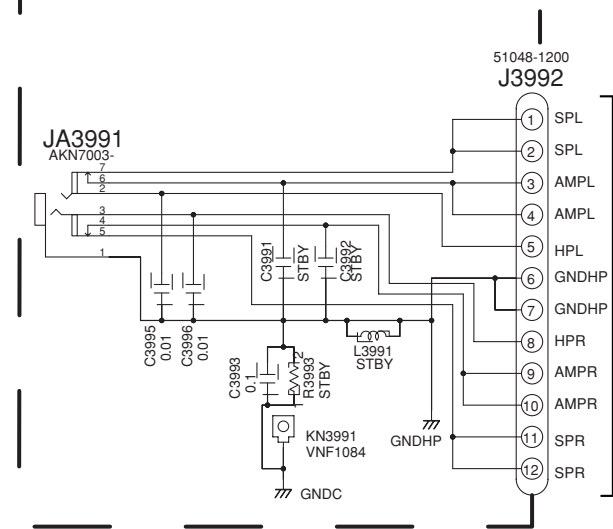 51048-1200
J3992
JA3991
AKN7003-
7
6
2
3
4
5
1
1 SPL
2 SPL
3 AMPL
4 AMPL
5 HPL
6 GNDHP
7 GNDHP
8 HPR
9 AMPR
10 AMPR
11 SPR
12 SPR
C3991
STBY
C3992
STBY
C3995
0.01
C3996
0.01
C3993
0.1
R3993
STBY
2
1
L3991
STBY
KN3991
VNF1084
GNDHP
GNDC